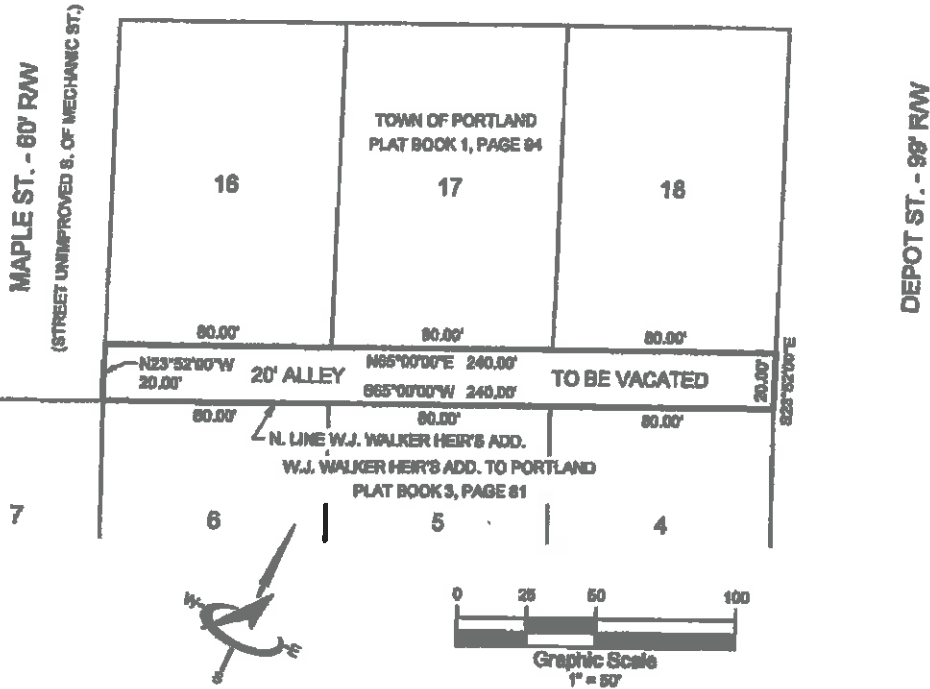 MAPLE ST. - 60' R/W
(STREET UNIMPROVED S. OF MECHANIC ST.)
TOWN OF PORTLAND
PLAT BOOK 1, PAGE 94
16
17
18
DEPOT ST. - 99' R/W
80.00'
80.00'
80.00'
N23°52'00"W
20.00'
20' ALLEY
N65°00'00"E 240.00'
S65°00'00"W 240.00'
TO BE VACATED
20.00'
S23°52'00"E
80.00'
80.00'
80.00'
N. LINE W.J. WALKER HEIR'S ADD.
W.J. WALKER HEIR'S ADD. TO PORTLAND
PLAT BOOK 3, PAGE 81
7
6
5
4
W
E
S
0 25 50 100
Graphic Scale
1" = 50'